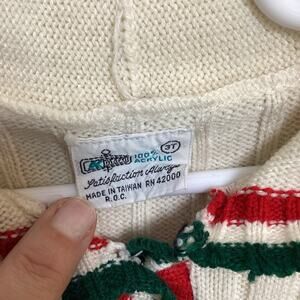 100%
ACRYLIC
3T
Satisfaction Always
MADE IN TAIWAN RN 42000
R.O.C.